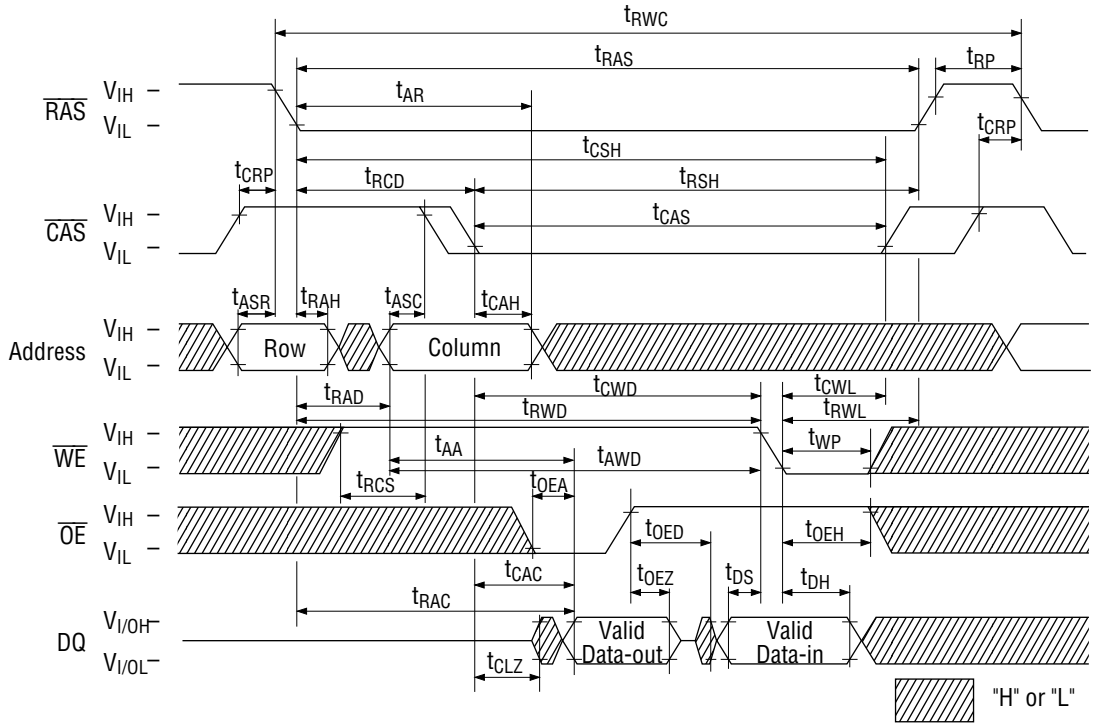 tRWC
tRAS
tRP
tAR
RAS
VIH
VIL
tCRP
tCSH
tCRP
tRCD
tRSH
CAS
VIH
VIL
tCAS
tASR
tRAH
tASC
tCAH
Address
VIH
VIL
Row
Column
tCWD
tCWL
tRAD
tRWD
tRWL
WE
VIH
VIL
tAA
tWP
tAWD
tRCS
tOEA
OE
VIH
VIL
tOED
tOEH
tCAC
tOEZ
tDS
tDH
tRAC
DQ
VI/OH
VI/OL
Valid
Data-out
Valid
Data-in
tCLZ
"H" or "L"